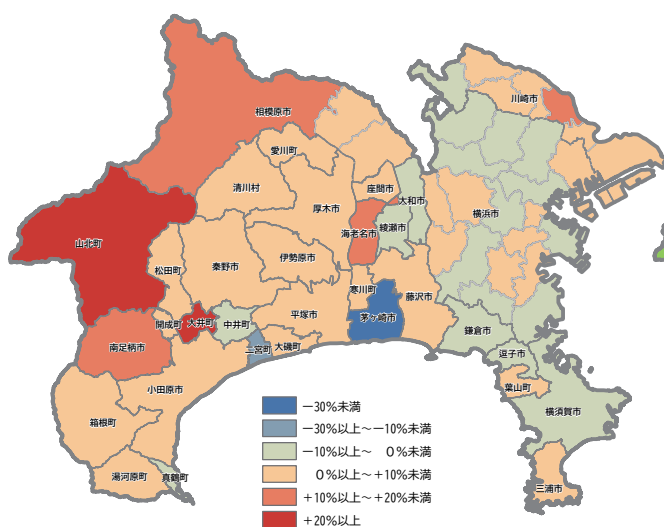 相模原市
川崎市
愛川町
座間市
清川村
大和市
厚木市
横浜市
海老名市
綾瀬市
山北町
伊勢原市
秦野市
松田町
寒川町
藤沢市
平塚市
茅ヶ崎市
開成町
大井町
中井町
鎌倉市
南足柄市
二宮町
大磯町
逗子市
葉山町
小田原市
横須賀市
箱根町
湯河原町
真鶴町
三浦市
－30％未満
－30％以上～－10％未満
－10％以上～　0％未満
0％以上～＋10％未満
＋10％以上～＋20％未満
＋20％以上